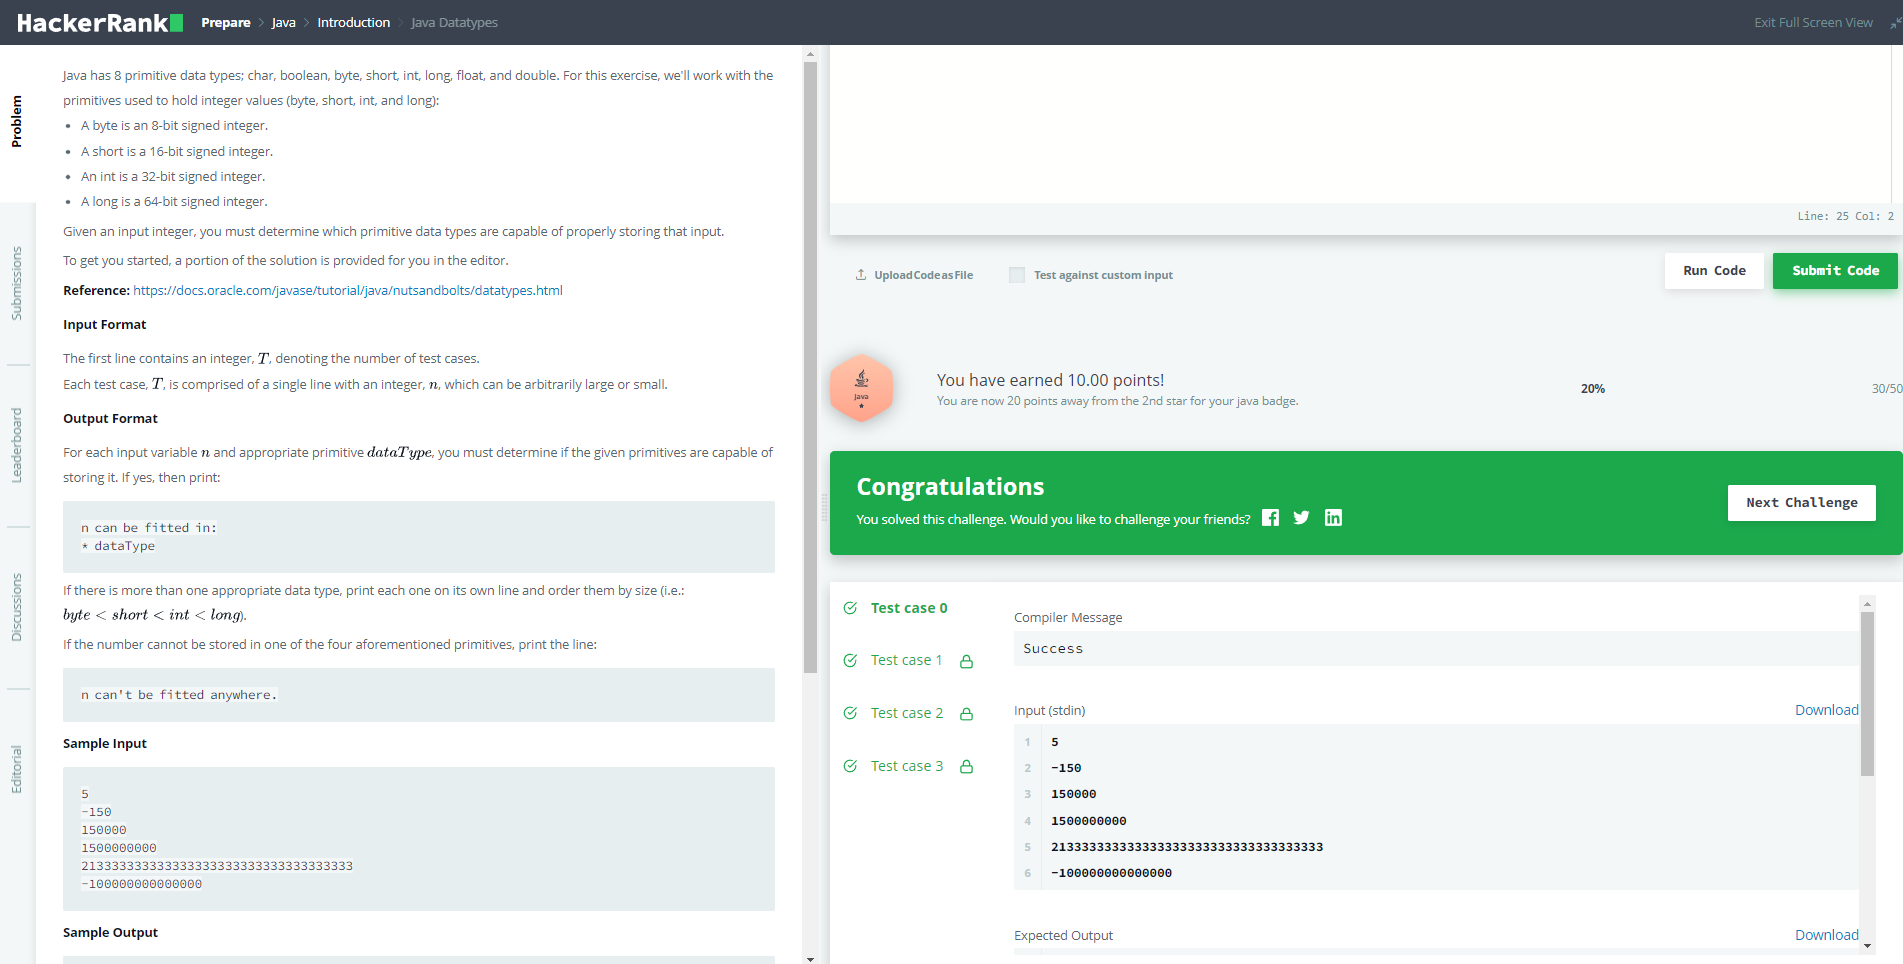 HackerRank Prepare > Java > Introduction > Java Datatypes
Exit Full Screen View
Problem
Submissions
Leaderboard
Discussions
Editorial
Java has 8 primitive data types; char, boolean, byte, short, int, long, float, and double. For this exercise, we'll work with the
primitives used to hold integer values (byte, short, int, and long):
• A byte is an 8-bit signed integer.
• A short is a 16-bit signed integer.
• An int is a 32-bit signed integer.
• A long is a 64-bit signed integer.
Given an input integer, you must determine which primitive data types are capable of properly storing that input.
To get you started, a portion of the solution is provided for you in the editor.
Reference: https://docs.oracle.com/javase/tutorial/java/nutsandbolts/datatypes.html
Input Format
The first line contains an integer, T, denoting the number of test cases.
Each test case, T, is comprised of a single line with an integer, n, which can be arbitrarily large or small.
Output Format
For each input variable n and appropriate primitive dataType, you must determine if the given primitives are capable of
storing it. If yes, then print:
n can be fitted in:
* dataType
If there is more than one appropriate data type, print each one on its own line and order them by size (i.e.:
byte < short < int < long).
If the number cannot be stored in one of the four aforementioned primitives, print the line:
n can't be fitted anywhere.
Sample Input
5
-150
150000
1500000000
213333333333333333333333333333333333
-100000000000000
Sample Output
Line: 25 Col: 2
Upload Code as File
Test against custom input
Run Code
Submit Code
Java
You have earned 10.00 points!
You are now 20 points away from the 2nd star for your java badge.
20%
30/50
Congratulations
You solved this challenge. Would you like to challenge your friends?
Next Challenge
Test case 0
Test case 1
Test case 2
Test case 3
Compiler Message
Success
Input (stdin)
Download
1 5
2 -150
3 150000
4 1500000000
5 213333333333333333333333333333333333
6 -100000000000000
Expected Output
Download